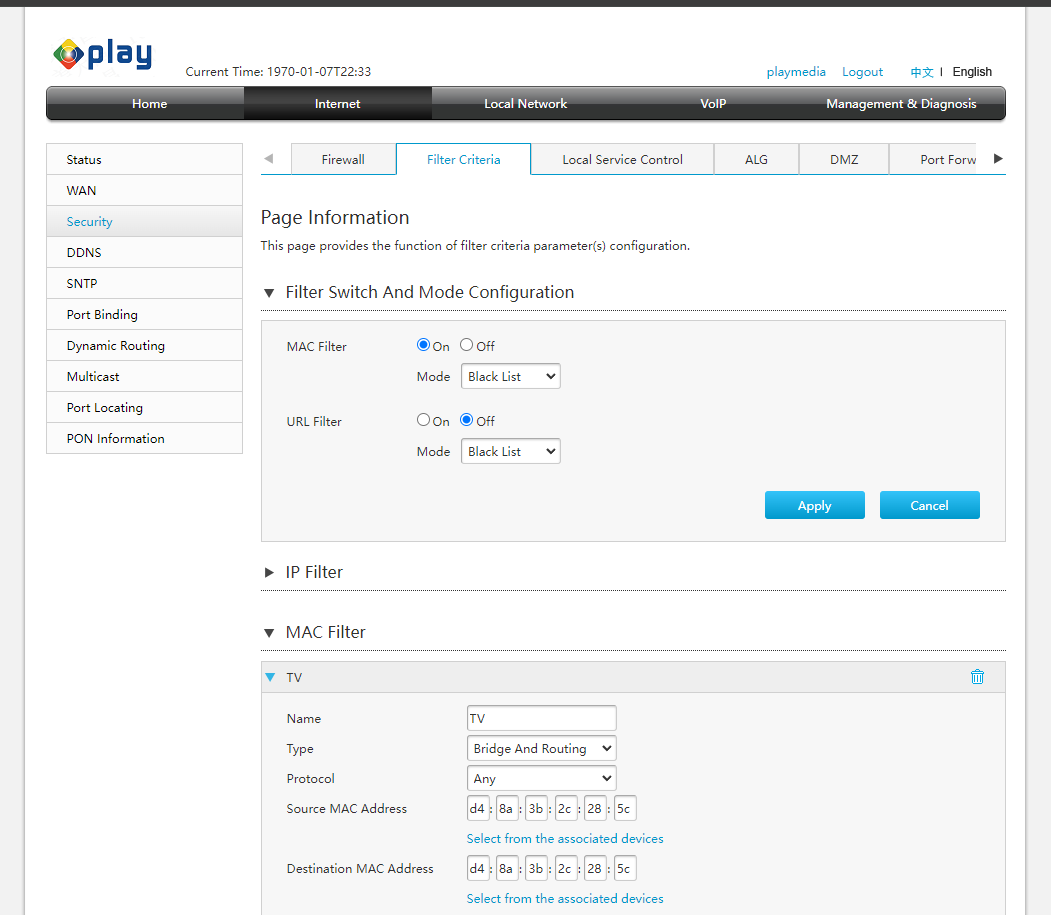 play
Current Time: 1970-01-07T22:33
playmedia Logout 中文 | English
Home Internet Local Network VoIP Management & Diagnosis
Status
WAN
Security
DDNS
SNTP
Port Binding
Dynamic Routing
Multicast
Port Locating
PON Information
Firewall Filter Criteria Local Service Control ALG DMZ Port Forw
Page Information
This page provides the function of filter criteria parameter(s) configuration.
Filter Switch And Mode Configuration
MAC Filter On Off
Mode Black List
URL Filter On Off
Mode Black List
Apply Cancel
IP Filter
MAC Filter
TV
Name TV
Type Bridge And Routing
Protocol Any
Source MAC Address d4 : 8a : 3b : 2c : 28 : 5c
Select from the associated devices
Destination MAC Address d4 : 8a : 3b : 2c : 28 : 5c
Select from the associated devices